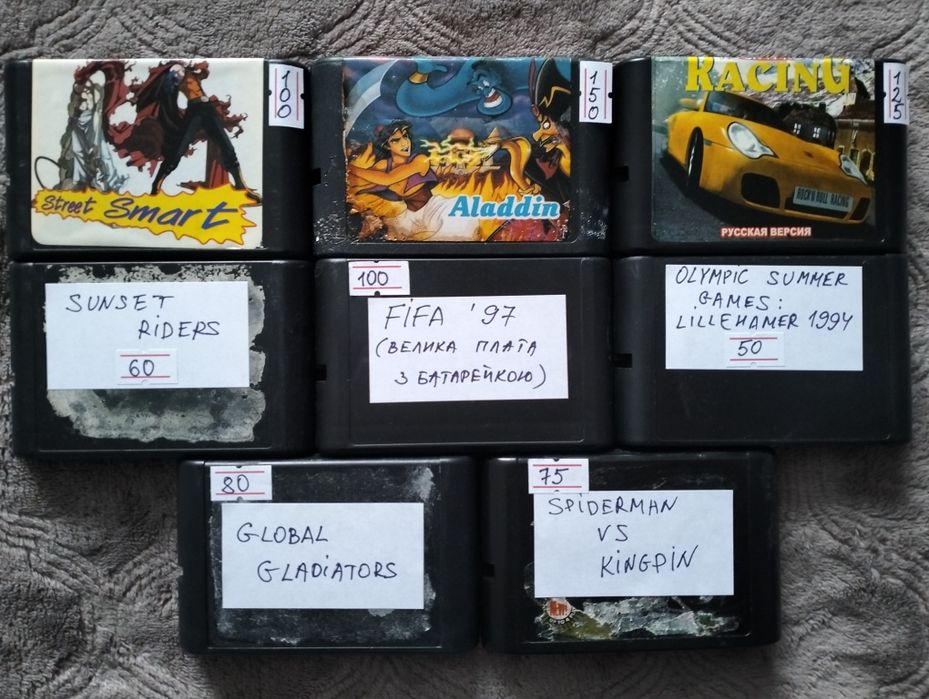 Street Smart
100
Aladdin
150
RACING
ROCK'N ROLL RACING
РУССКАЯ ВЕРСИЯ
125
SUNSET
RIDERS
60
100
FIFA '97
(ВЕЛИКА ПЛАТА
З БАТАРЕЙКОЮ)
OLYMPIC SUMMER
GAMES:
LILLEHAMER 1994
50
80
GLOBAL
GLADIATORS
75
SPIDERMAN
VS
KINGPIN